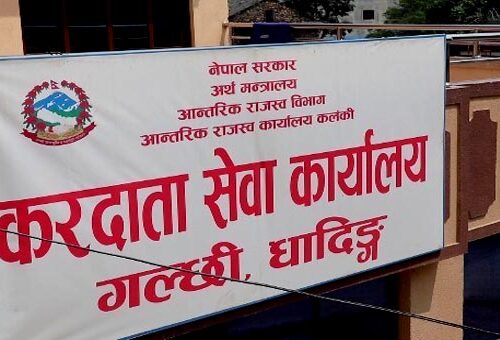 नेपाल सरकार
अर्थ मन्त्रालय
आन्तरिक राजस्व विभाग
आन्तरिक राजस्व कार्यालय कलंकी
करदाता सेवा कार्यालय
गल्छी, धादिङ्ग